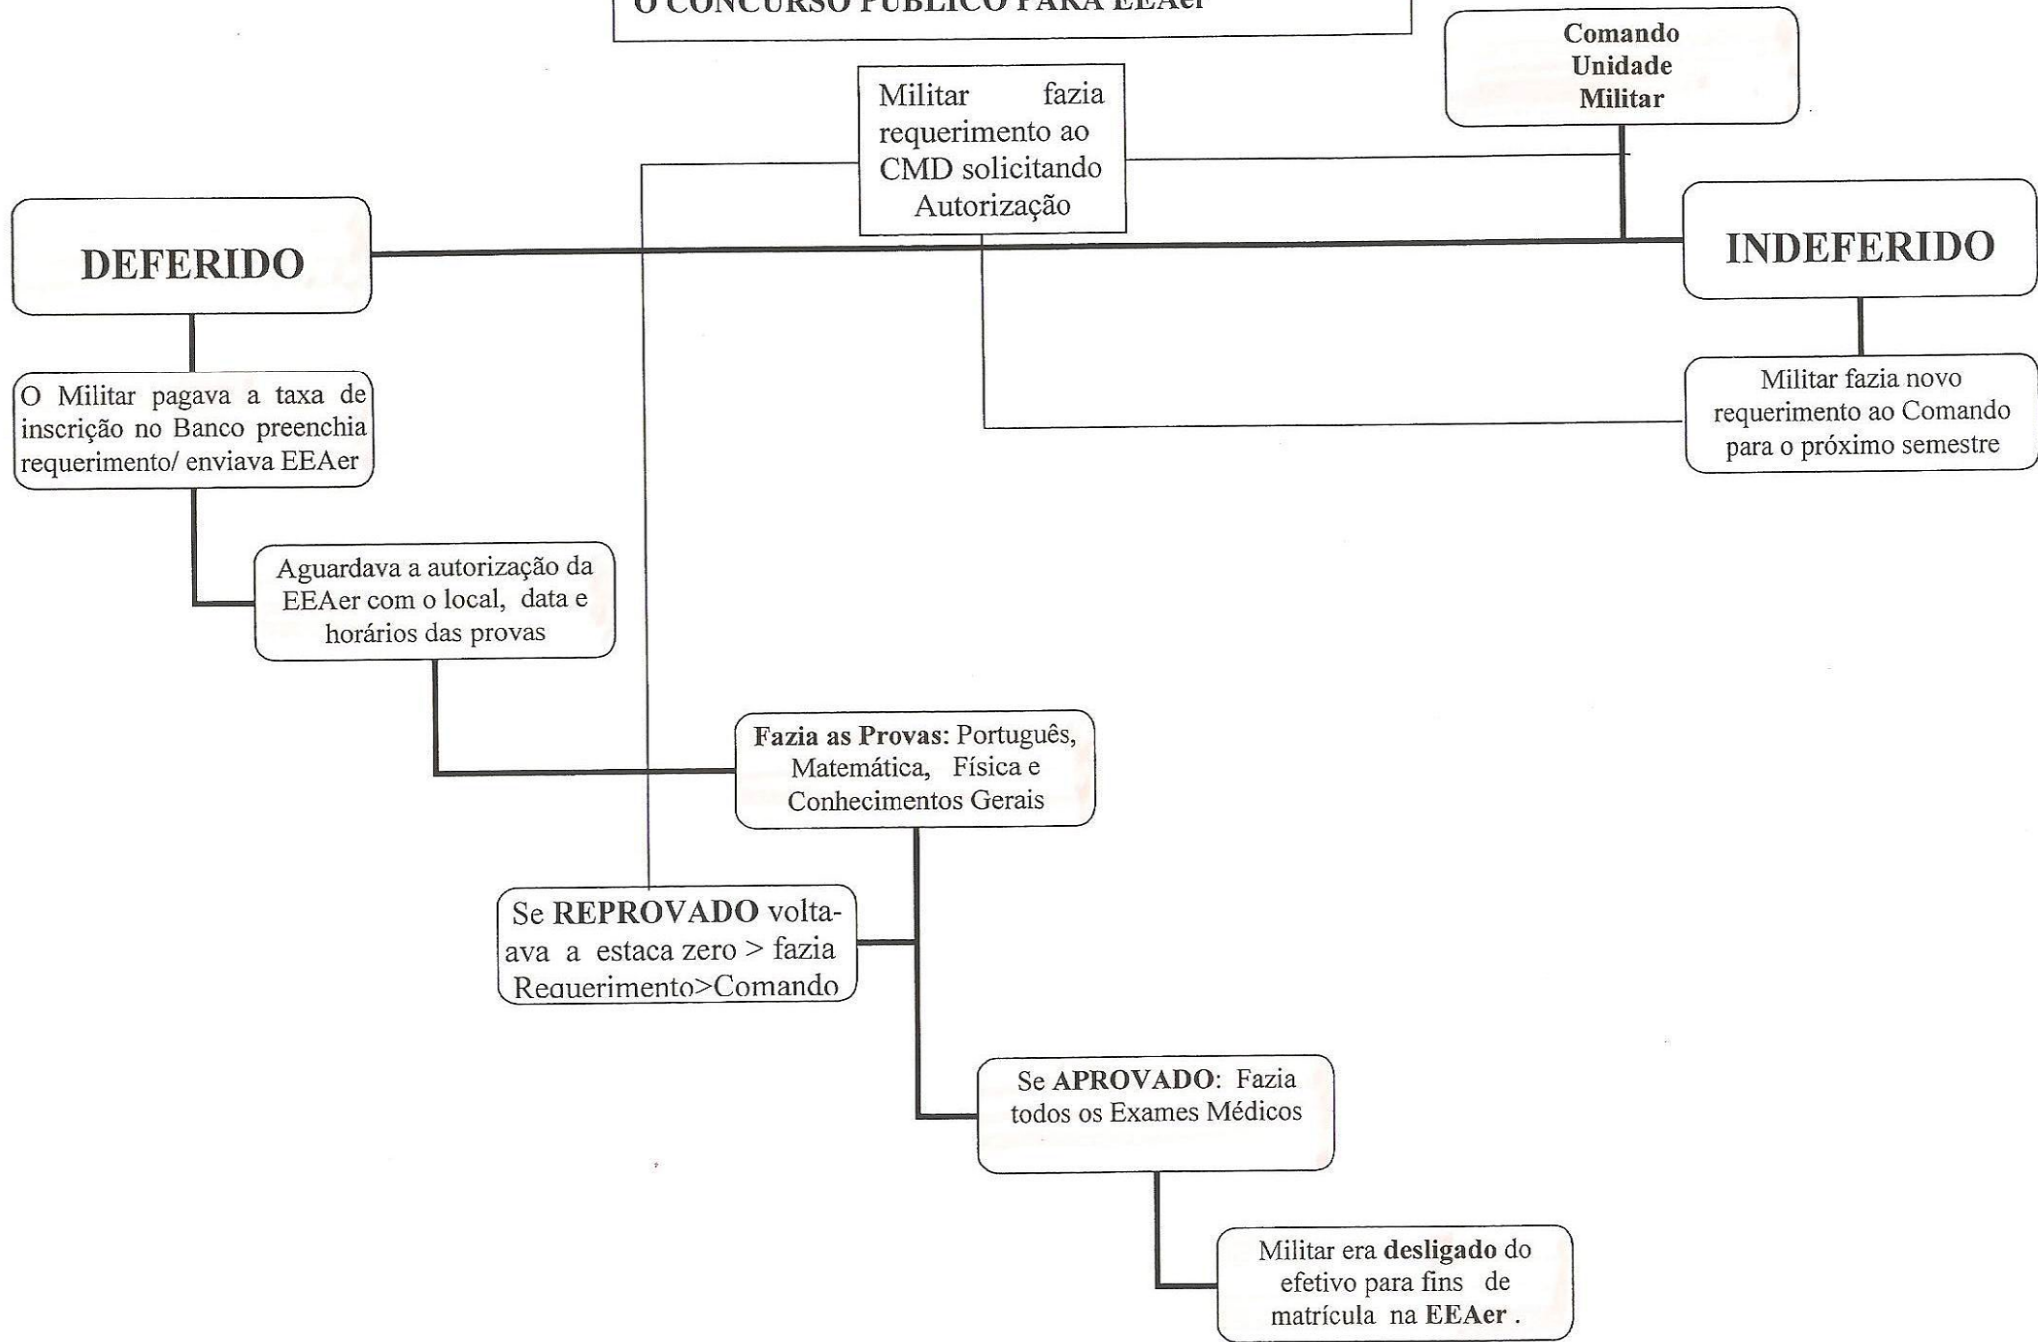 O CONCURSO PÚBLICO PARA EEAer
Comando
Unidade
Militar
Militar fazia
requerimento ao
CMD solicitando
Autorização
DEFERIDO
INDEFERIDO
O Militar pagava a taxa de
inscrição no Banco preenchia
requerimento/ enviava EEAer
Militar fazia novo
requerimento ao Comando
para o próximo semestre
Aguardava a autorização da
EEAer com o local, data e
horários das provas
Fazia as Provas: Português,
Matemática, Física e
Conhecimentos Gerais
Se REPROVADO volta-
ava a estaca zero > fazia
Requerimento>Comando
Se APROVADO: Fazia
todos os Exames Médicos
Militar era desligado do
efetivo para fins de
matrícula na EEAer .